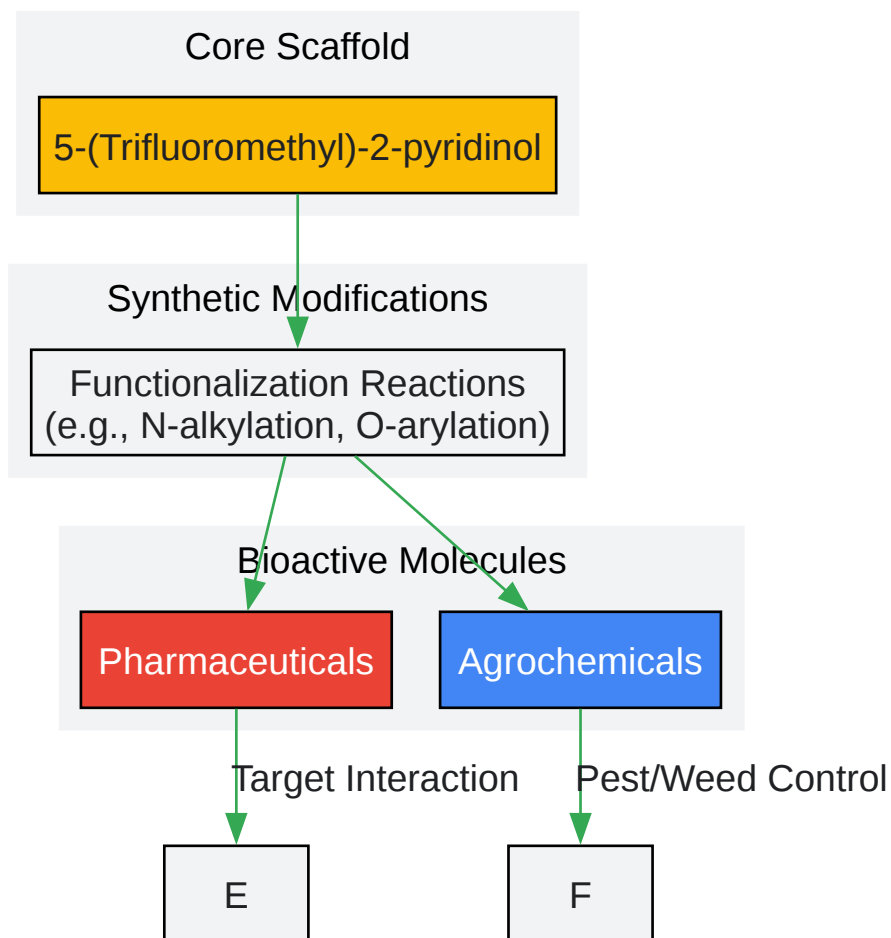 Core Scaffold
5-(Trifluoromethyl)-2-pyridinol
Synthetic Modifications
Functionalization Reactions
(e.g., N-alkylation, O-arylation)
Bioactive Molecules
Pharmaceuticals
Agrochemicals
Target Interaction
Pest/Weed Control
E
F